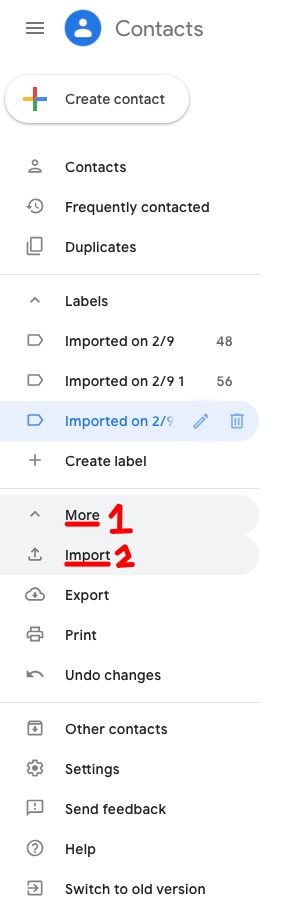 Contacts
Create contact
Contacts
Frequently contacted
Duplicates
Labels
Imported on 2/9 48
Imported on 2/9 1 56
Imported on 2/9
Create label
More 1
Import 2
Export
Print
Undo changes
Other contacts
Settings
Send feedback
Help
Switch to old version